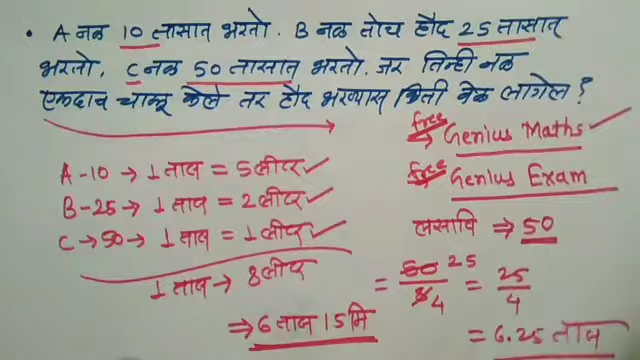 • A नळ 10 तासात भरतो. B नळ तोच हौद 25 तासात
भरतो, C नळ 50 तासात भरतो. जर तिन्ही नळ
एकदाच चालू केले तर हौद भरण्यास किती वेळ लागेल?
free → Genius Maths ✓
free → Genius Exam
A - 10 → 1 तास = 5 लीटर ✓
B - 25 → 1 तास = 2 लीटर ✓
C → 50 → 1 तास = 1 लीटर ✓
1 तास → 8 लीटर
⇒ 6 तास 15 मि
लसावि ⇒ 50
= 50 25 / 8 4 = 25/4
= 6.25 तास